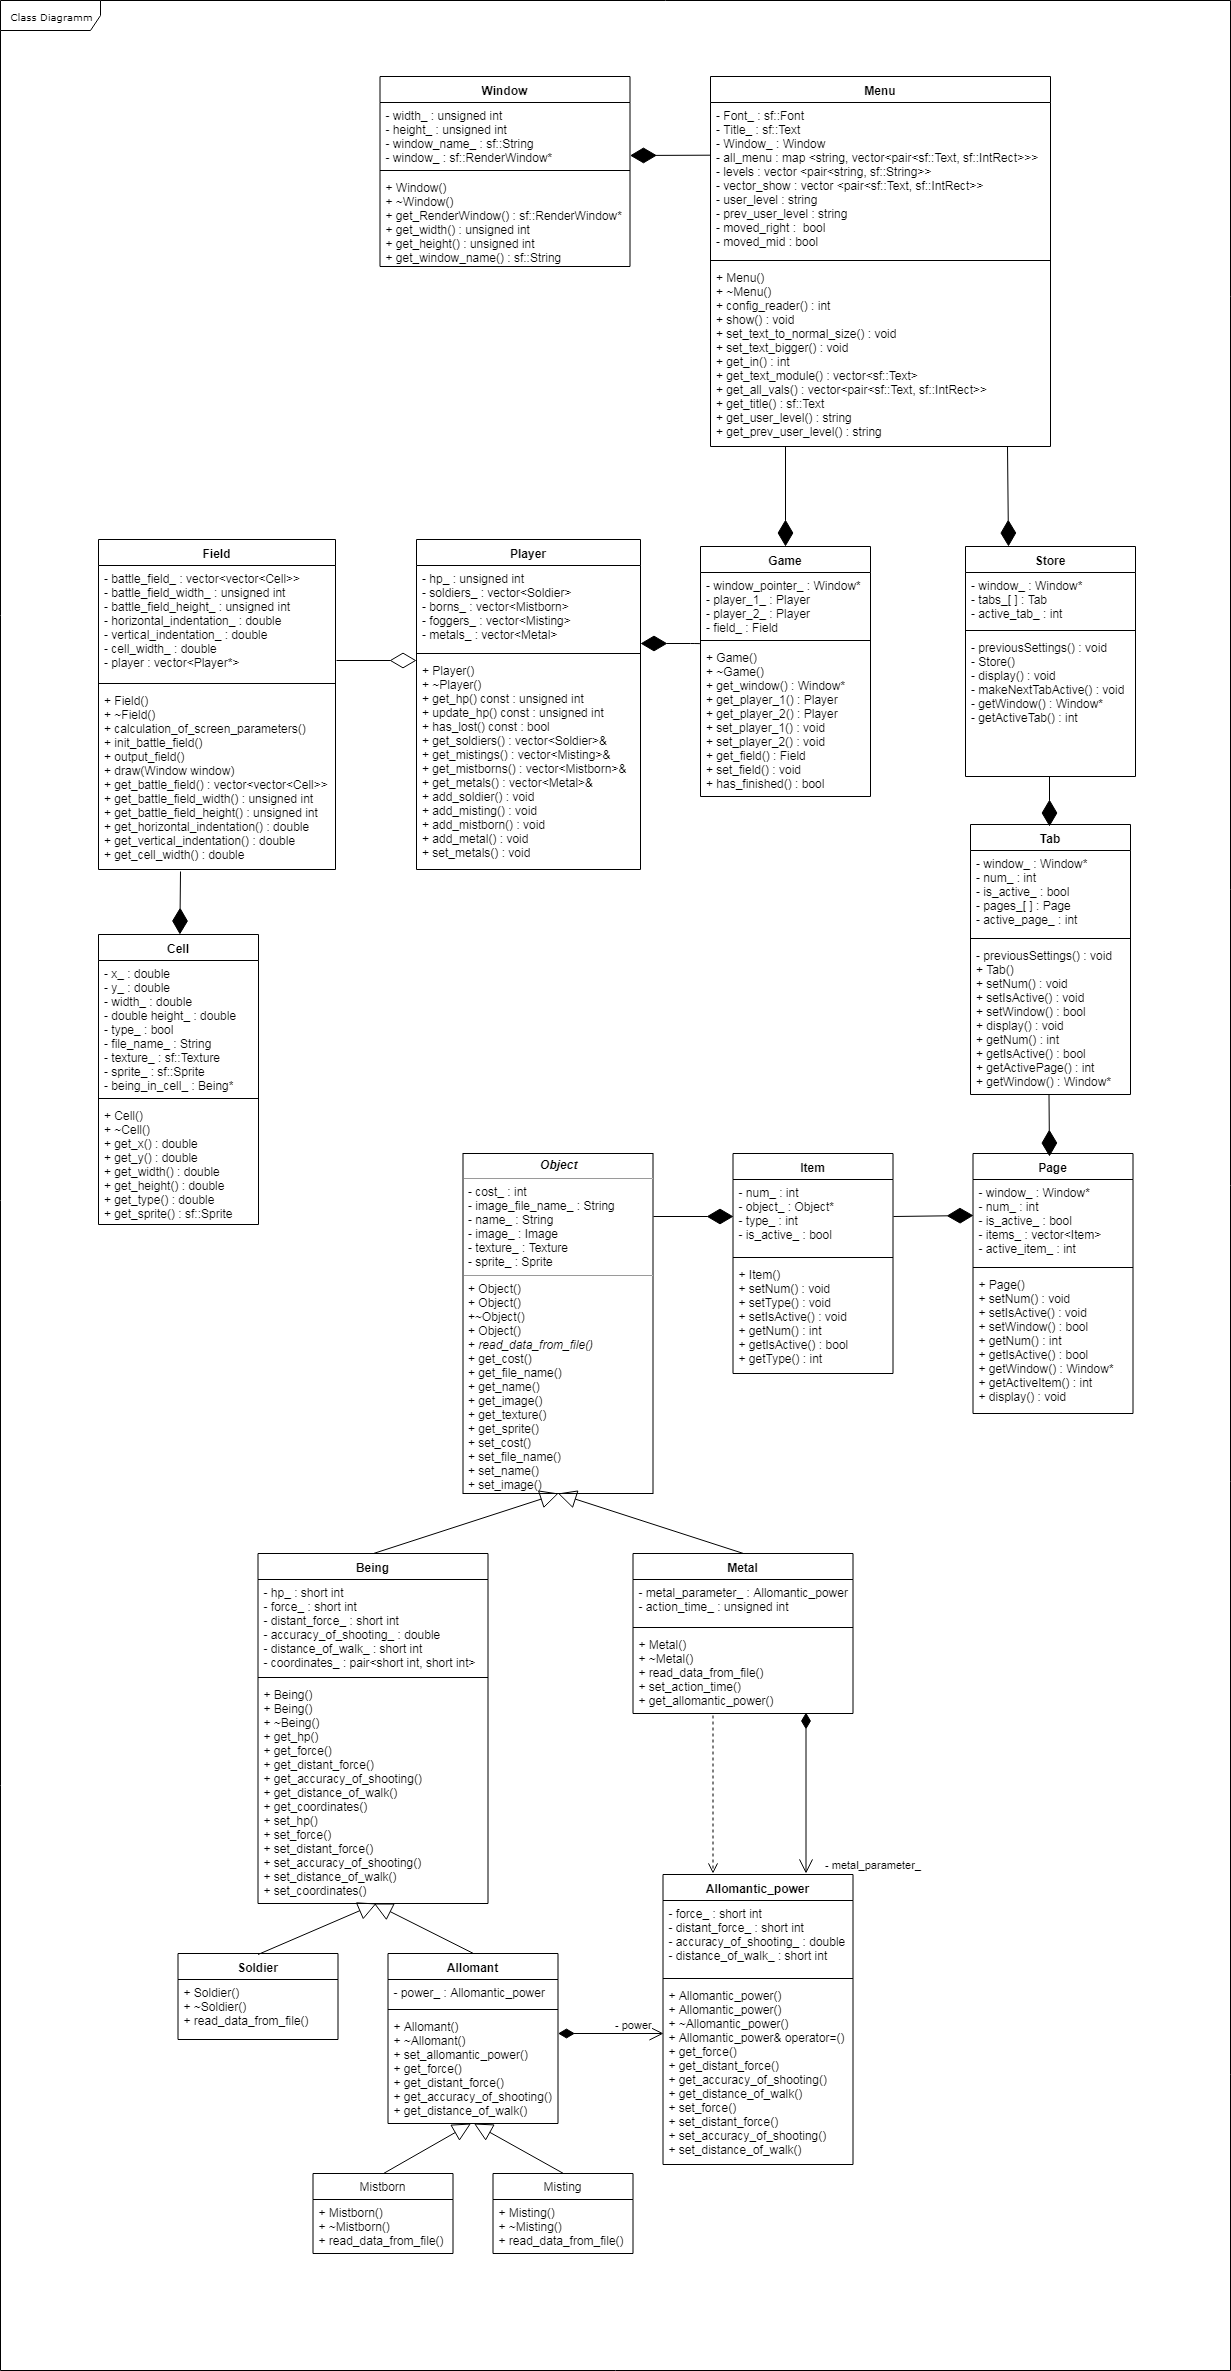 Class Diagramm
Window
- width_ : unsigned int
- height_ : unsigned int
- window_name_ : sf::String
- window_ : sf::RenderWindow*
+ Window()
+ ~Window()
+ get_RenderWindow() : sf::RenderWindow*
+ get_width() : unsigned int
+ get_height() : unsigned int
+ get_window_name() : sf::String
Menu
- Font_ : sf::Font
- Title_ : sf::Text
- Window_ : Window
- all_menu : map <string, vector<pair<sf::Text, sf::IntRect>>>
- levels : vector <pair<string, sf::String>>
- vector_show : vector <pair<sf::Text, sf::IntRect>>
- user_level : string
- prev_user_level : string
- moved_right :  bool
- moved_mid : bool
+ Menu()
+ ~Menu()
+ config_reader() : int
+ show() : void
+ set_text_to_normal_size() : void
+ set_text_bigger() : void
+ get_in() : int
+ get_text_module() : vector<sf::Text>
+ get_all_vals() : vector<pair<sf::Text, sf::IntRect>>
+ get_title() : sf::Text
+ get_user_level() : string
+ get_prev_user_level() : string
Field
- battle_field_ : vector<vector<Cell>>
- battle_field_width_ : unsigned int
- battle_field_height_ : unsigned int
- horizontal_indentation_ : double
- vertical_indentation_ : double
- cell_width_ : double
- player : vector<Player*>
+ Field()
+ ~Field()
+ calculation_of_screen_parameters()
+ init_battle_field()
+ output_field()
+ draw(Window window)
+ get_battle_field() : vector<vector<Cell>>
+ get_battle_field_width() : unsigned int
+ get_battle_field_height() : unsigned int
+ get_horizontal_indentation() : double
+ get_vertical_indentation() : double
+ get_cell_width() : double
Player
- hp_ : unsigned int
- soldiers_ : vector<Soldier>
- borns_ : vector<Mistborn>
- foggers_ : vector<Misting>
- metals_ : vector<Metal>
+ Player()
+ ~Player()
+ get_hp() const : unsigned int
+ update_hp() const : unsigned int
+ has_lost() const : bool
+ get_soldiers() : vector<Soldier>&
+ get_mistings() : vector<Misting>&
+ get_mistborns() : vector<Mistborn>&
+ get_metals() : vector<Metal>&
+ add_soldier() : void
+ add_misting() : void
+ add_mistborn() : void
+ add_metal() : void
+ set_metals() : void
Game
- window_pointer_ : Window*
- player_1_ : Player
- player_2_ : Player
- field_ : Field
+ Game()
+ ~Game()
+ get_window() : Window*
+ get_player_1() : Player
+ get_player_2() : Player
+ set_player_1() : void
+ set_player_2() : void
+ get_field() : Field
+ set_field() : void
+ has_finished() : bool
Store
- window_ : Window*
- tabs_[ ] : Tab
- active_tab_ : int
- previousSettings() : void
- Store()
- display() : void
- makeNextTabActive() : void
- getWindow() : Window*
- getActiveTab() : int
Tab
- window_ : Window*
- num_ : int
- is_active_ : bool
- pages_[ ] : Page
- active_page_ : int
- previousSettings() : void
+ Tab()
+ setNum() : void
+ setIsActive() : void
+ setWindow() : bool
+ display() : void
+ getNum() : int
+ getIsActive() : bool
+ getActivePage() : int
+ getWindow() : Window*
Cell
- x_ : double
- y_ : double
- width_ : double
- double height_ : double
- type_ : bool
- file_name_ : String
- texture_ : sf::Texture
- sprite_ : sf::Sprite
- being_in_cell_ : Being*
+ Cell()
+ ~Cell()
+ get_x() : double
+ get_y() : double
+ get_width() : double
+ get_height() : double
+ get_type() : double
+ get_sprite() : sf::Sprite
Object
- cost_ : int
- image_file_name_ : String
- name_ : String
- image_ : Image
- texture_ : Texture
- sprite_ : Sprite
+ Object()
+ Object()
+~Object()
+ Object()
+ read_data_from_file()
+ get_cost()
+ get_file_name()
+ get_name()
+ get_image()
+ get_texture()
+ get_sprite()
+ set_cost()
+ set_file_name()
+ set_name()
+ set_image()
Item
- num_ : int
- object_ : Object*
- type_ : int
- is_active_ : bool
+ Item()
+ setNum() : void
+ setType() : void
+ setIsActive() : void
+ getNum() : int
+ getIsActive() : bool
+ getType() : int
Page
- window_ : Window*
- num_ : int
- is_active_ : bool
- items_ : vector<Item>
- active_item_ : int
+ Page()
+ setNum() : void
+ setIsActive() : void
+ setWindow() : bool
+ getNum() : int
+ getIsActive() : bool
+ getWindow() : Window*
+ getActiveItem() : int
+ display() : void
Being
- hp_ : short int
- force_ : short int
- distant_force_ : short int
- accuracy_of_shooting_ : double
- distance_of_walk_ : short int
- coordinates_ : pair<short int, short int>
+ Being()
+ Being()
+ ~Being()
+ get_hp()
+ get_force()
+ get_distant_force()
+ get_accuracy_of_shooting()
+ get_distance_of_walk()
+ get_coordinates()
+ set_hp()
+ set_force()
+ set_distant_force()
+ set_accuracy_of_shooting()
+ set_distance_of_walk()
+ set_coordinates()
Metal
- metal_parameter_ : Allomantic_power
- action_time_ : unsigned int
+ Metal()
+ ~Metal()
+ read_data_from_file()
+ set_action_time()
+ get_allomantic_power()
- metal_parameter_
Allomantic_power
- force_ : short int
- distant_force_ : short int
- accuracy_of_shooting_ : double
- distance_of_walk_ : short int
+ Allomantic_power()
+ Allomantic_power()
+ ~Allomantic_power()
+ Allomantic_power& operator=()
+ get_force()
+ get_distant_force()
+ get_accuracy_of_shooting()
+ get_distance_of_walk()
+ set_force()
+ set_distant_force()
+ set_accuracy_of_shooting()
+ set_distance_of_walk()
Soldier
+ Soldier()
+ ~Soldier()
+ read_data_from_file()
Allomant
- power_ : Allomantic_power
+ Allomant()
+ ~Allomant()
+ set_allomantic_power()
+ get_force()
+ get_distant_force()
+ get_accuracy_of_shooting()
+ get_distance_of_walk()
- power_
Mistborn
+ Mistborn()
+ ~Mistborn()
+ read_data_from_file()
Misting
+ Misting()
+ ~Misting()
+ read_data_from_file()